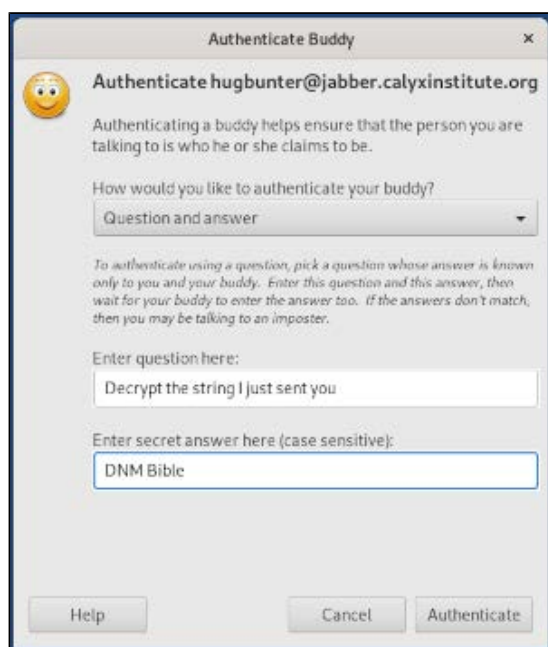 Authenticate Buddy
Authenticate hugbunter@jabber.calyxinstitute.org
Authenticating a buddy helps ensure that the person you are
talking to is who he or she claims to be.
How would you like to authenticate your buddy?
Question and answer
To authenticate using a question, pick a question whose answer is known
only to you and your buddy. Enter this question and this answer, then
wait for your buddy to enter the answer too. If the answers don't match,
then you may be talking to an imposter.
Enter question here:
Decrypt the string I just sent you
Enter secret answer here (case sensitive):
DNM Bible
Help
Cancel
Authenticate